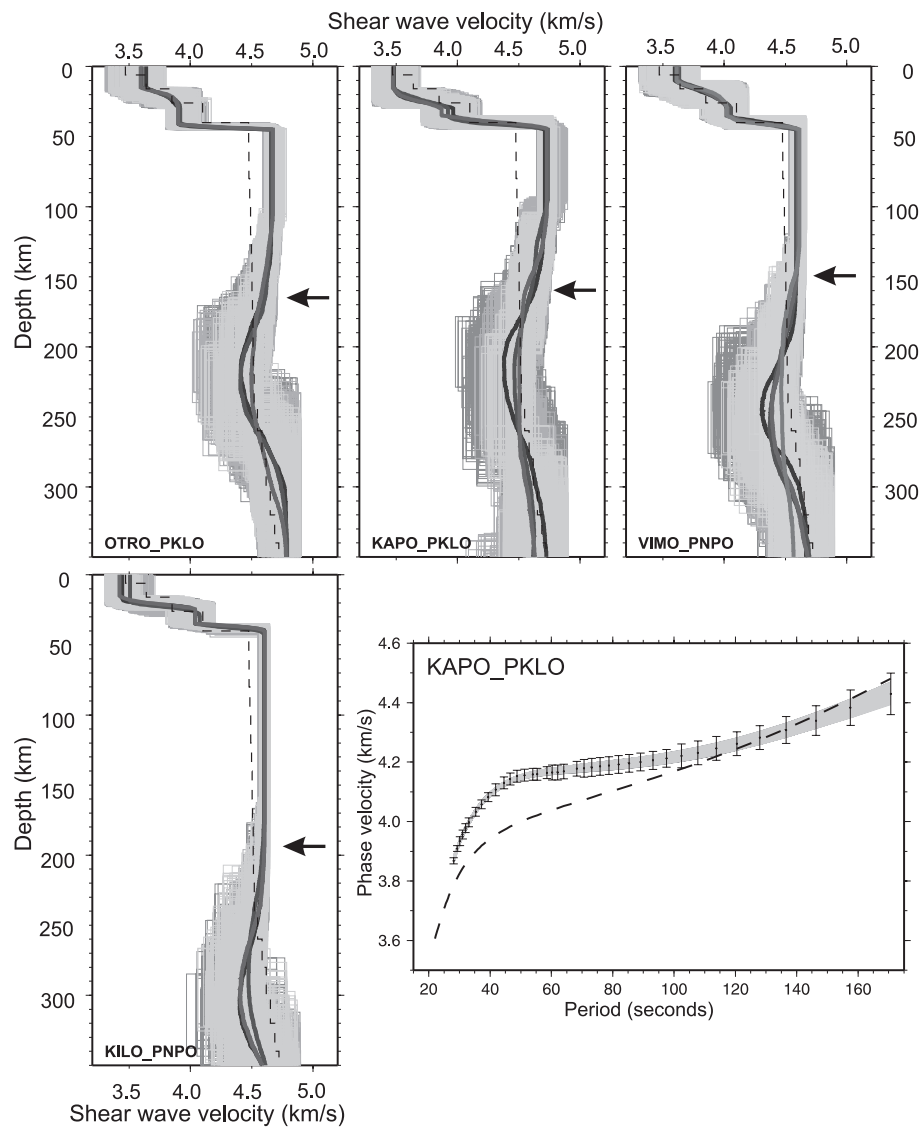 Shear wave velocity (km/s)
3.5 4.0 4.5 5.0 3.5 4.0 4.5 5.0 3.5 4.0 4.5 5.0
0 0
50 50
100 100
150 150
200 200
250 250
300 300
Depth (km)
OTRO_PKLO KAPO_PKLO VIMO_PNPO
0
50
100
150
200
250
300
Depth (km)
KILO_PNPO
3.5 4.0 4.5 5.0
Shear wave velocity (km/s)
KAPO_PKLO
4.6
4.4
4.2
4.0
3.8
3.6
Phase velocity (km/s)
20 40 60 80 100 120 140 160
Period (seconds)